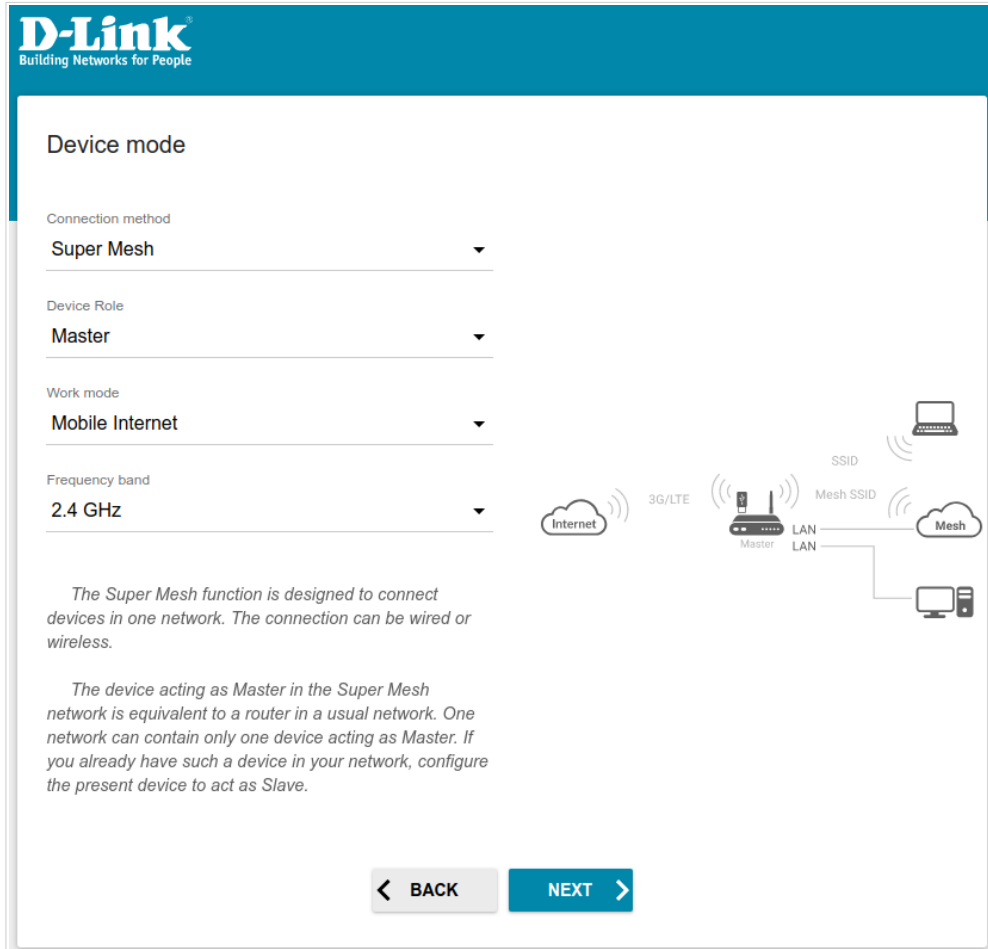 D-Link
Building Networks for People
Device mode
Connection method
Super Mesh
Device Role
Master
Work mode
Mobile Internet
Frequency band
2.4 GHz
The Super Mesh function is designed to connect
devices in one network. The connection can be wired or
wireless.
The device acting as Master in the Super Mesh
network is equivalent to a router in a usual network. One
network can contain only one device acting as Master. If
you already have such a device in your network, configure
the present device to act as Slave.
Internet
3G/LTE
SSID
Mesh SSID
Master
LAN
LAN
Mesh
BACK
NEXT